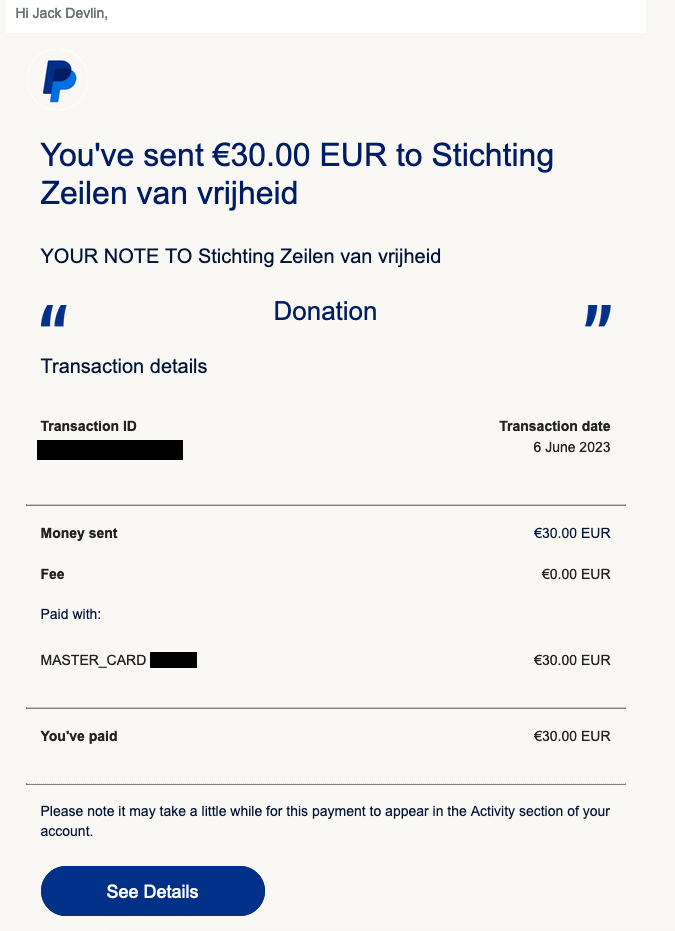 Hi Jack Devlin,
You've sent €30.00 EUR to Stichting
Zeilen van vrijheid
YOUR NOTE TO Stichting Zeilen van vrijheid
“ Donation ”
Transaction details
Transaction ID Transaction date
6 June 2023
Money sent €30.00 EUR
Fee €0.00 EUR
Paid with:
MASTER_CARD €30.00 EUR
You've paid €30.00 EUR
Please note it may take a little while for this payment to appear in the Activity section of your
account.
See Details